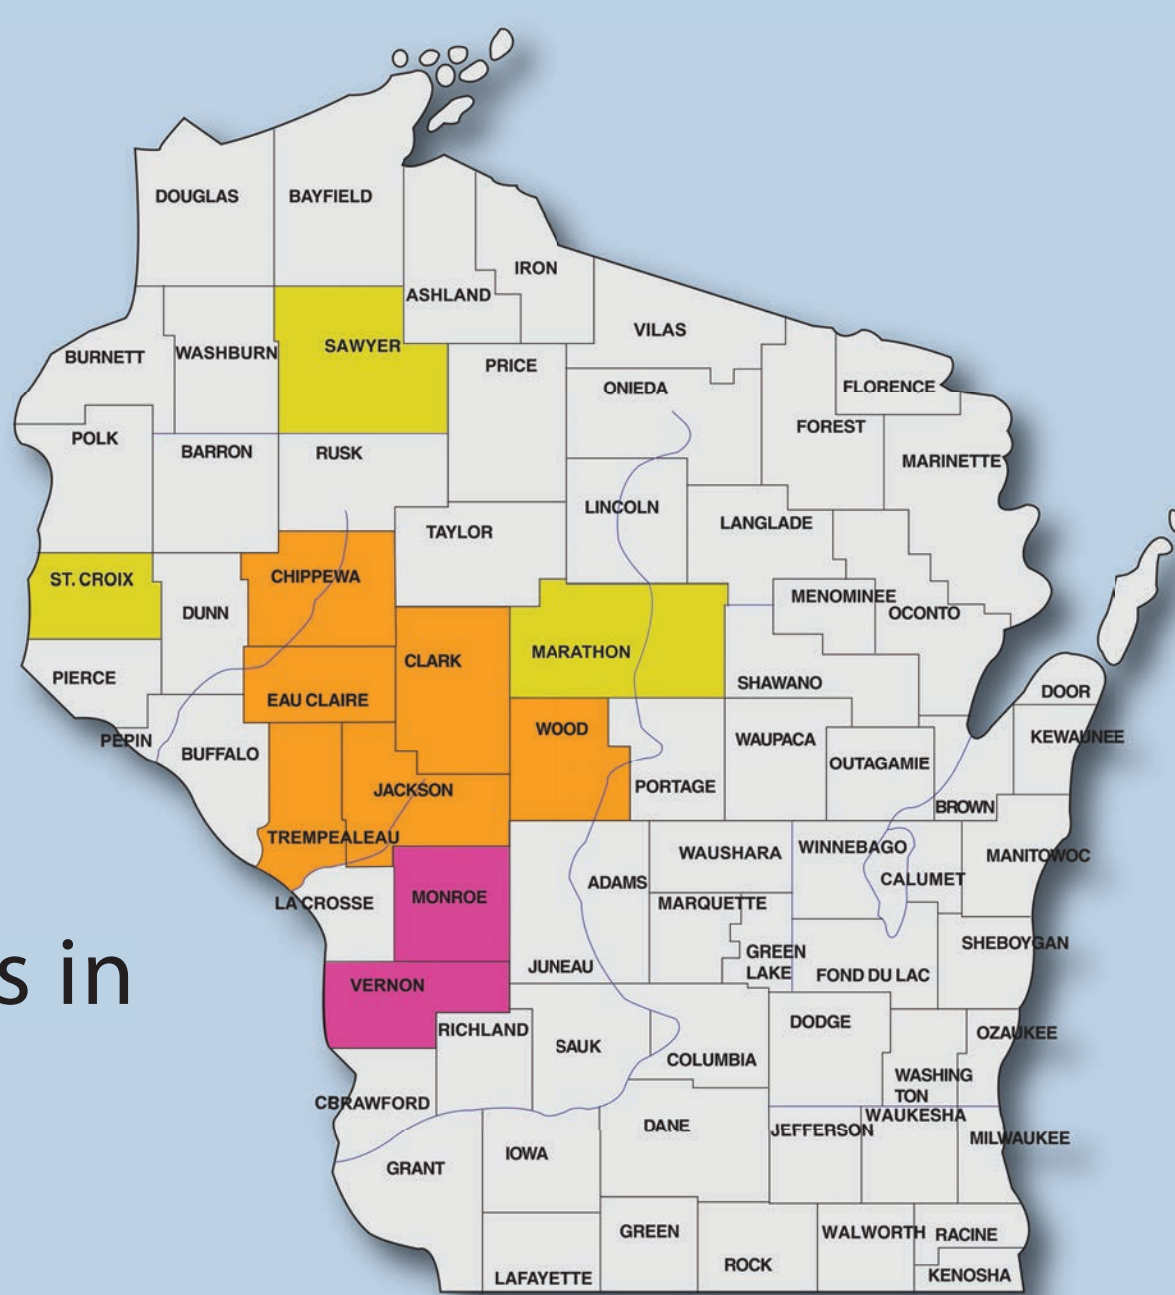 DOUGLAS
BAYFIELD
ASHLAND
IRON
VILAS
BURNETT
WASHBURN
SAWYER
PRICE
ONIEDA
FLORENCE
FOREST
POLK
BARRON
RUSK
MARINETTE
TAYLOR
LINCOLN
LANGLADE
ST. CROIX
CHIPPEWA
DUNN
MENOMINEE
OCONTO
CLARK
MARATHON
PIERCE
EAU CLAIRE
SHAWANO
DOOR
PEPIN
BUFFALO
WOOD
WAUPACA
KEWAUNEE
OUTAGAMIE
JACKSON
PORTAGE
BROWN
TREMPEALEAU
WAUSHARA
WINNEBAGO
MANITOWOC
CALUMET
LA CROSSE
MONROE
ADAMS
MARQUETTE
SHEBOYGAN
GREEN
LAKE
s in
JUNEAU
FOND DU LAC
VERNON
RICHLAND
SAUK
DODGE
OZAUKEE
COLUMBIA
WASHING
TON
CBRAWFORD
DANE
JEFFERSON
WAUKESHA
MILWAUKEE
GRANT
IOWA
GREEN
WALWORTH
RACINE
LAFAYETTE
ROCK
KENOSHA